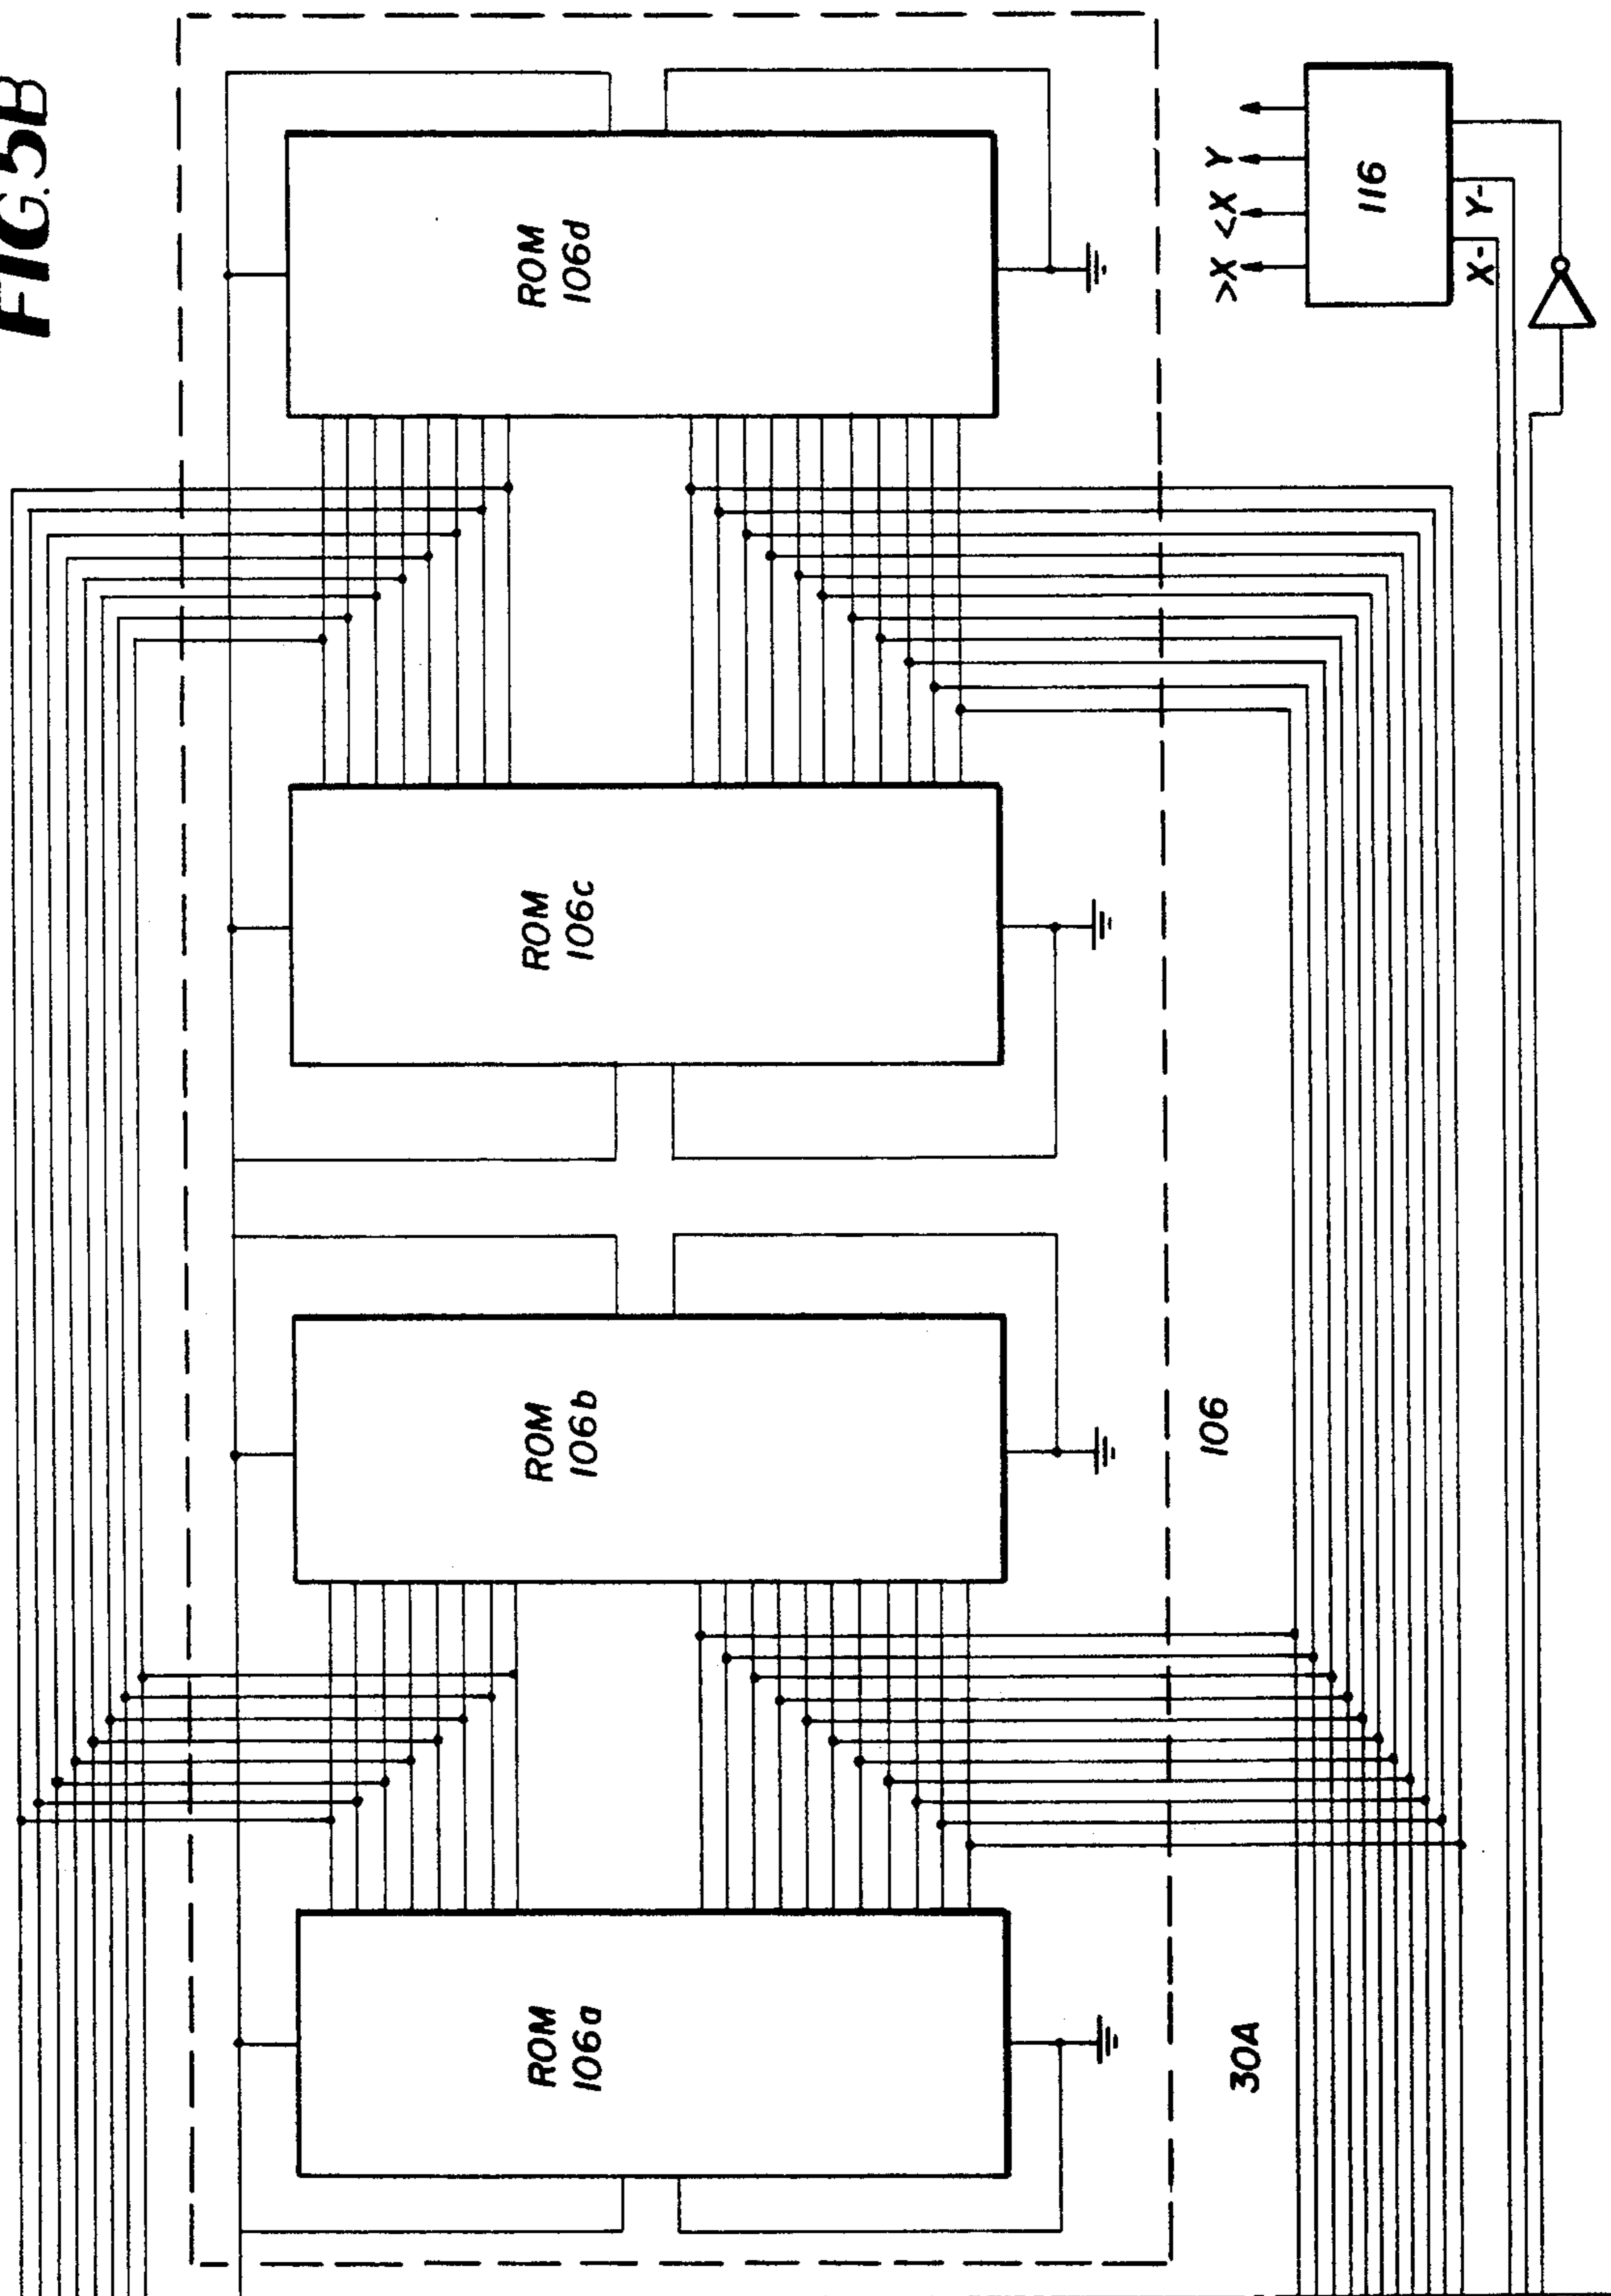 FIG. 5B
ROM
106a
ROM
106b
ROM
106c
ROM
106d
30A
106
>X <X Y
116
X- Y-